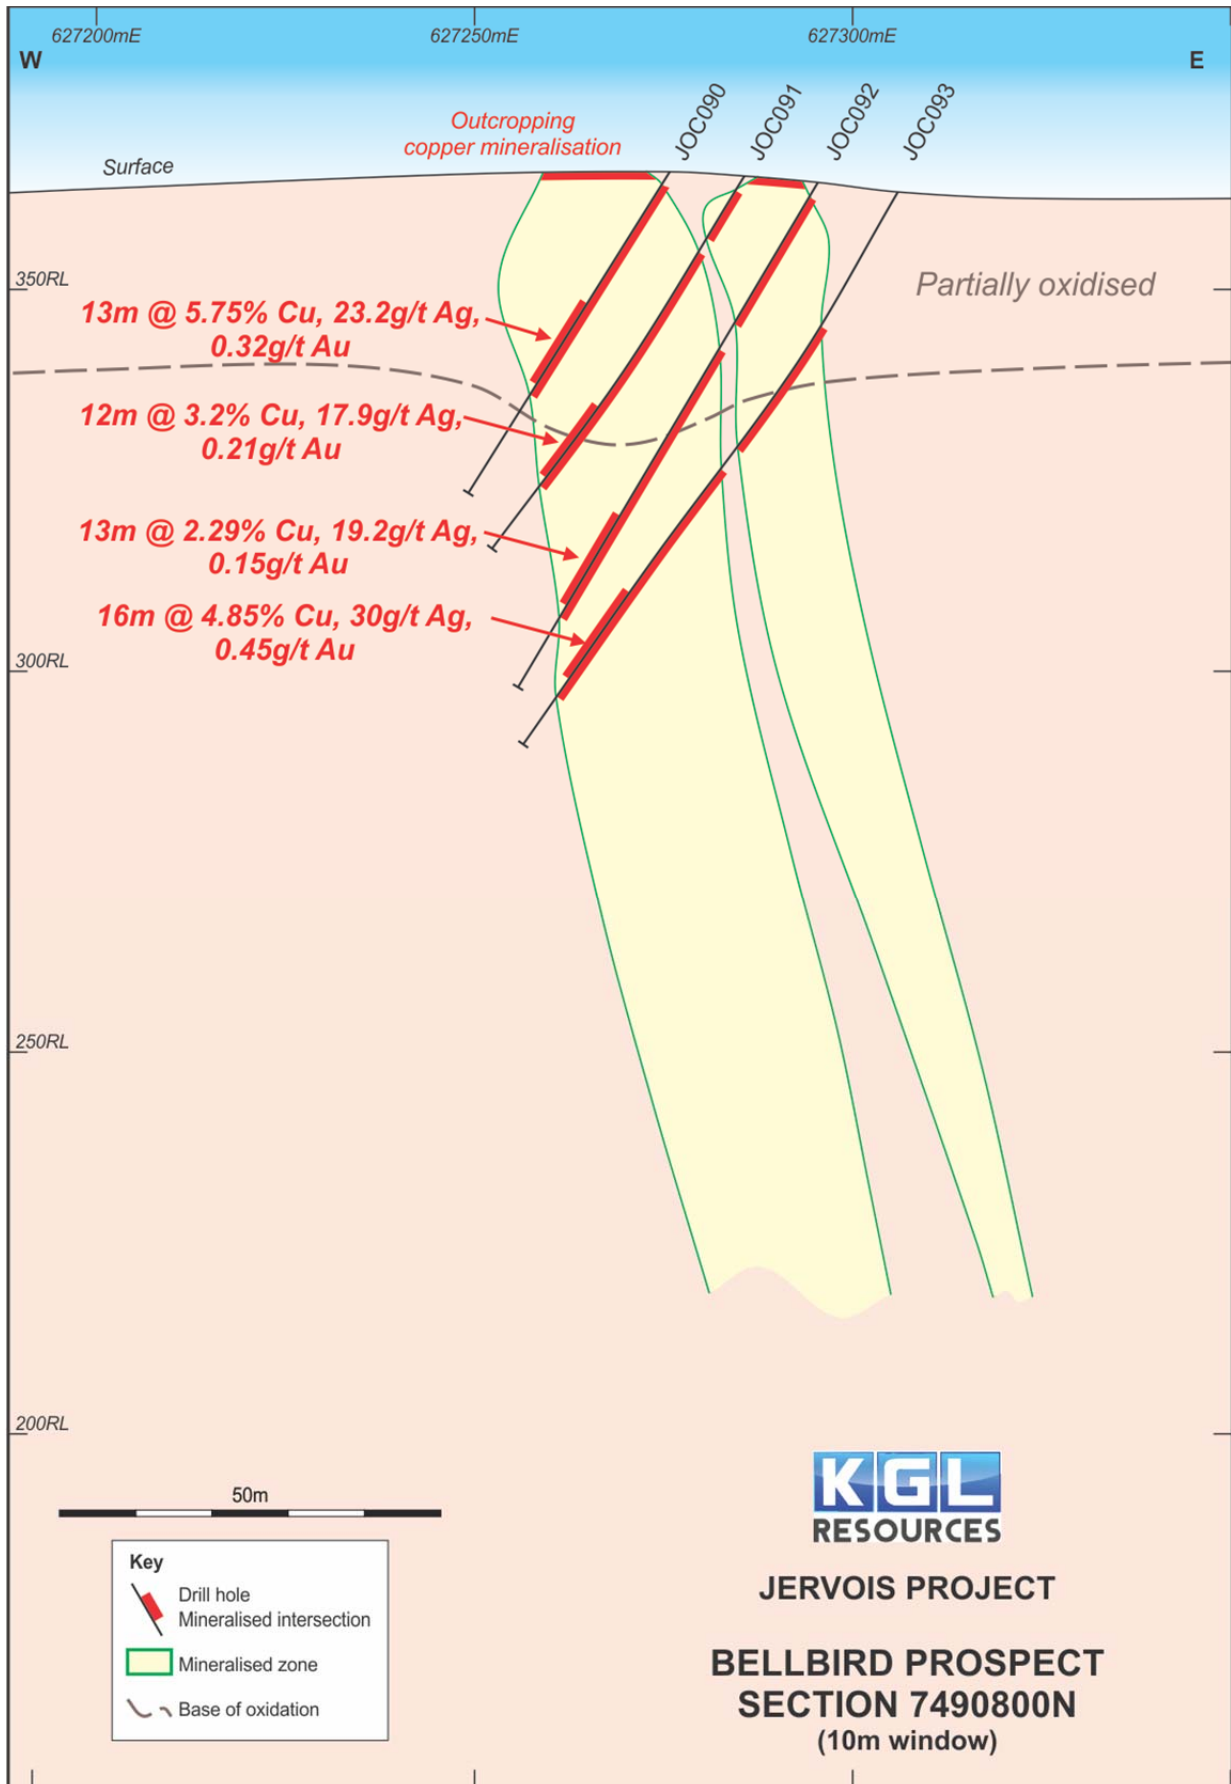 627200mE
627250mE
627300mE
W
E
JOC090
JOC091
JOC092
JOC093
Outcropping
copper mineralisation
Surface
350RL
Partially oxidised
13m @ 5.75% Cu, 23.2g/t Ag,
0.32g/t Au
12m @ 3.2% Cu, 17.9g/t Ag,
0.21g/t Au
13m @ 2.29% Cu, 19.2g/t Ag,
0.15g/t Au
16m @ 4.85% Cu, 30g/t Ag,
0.45g/t Au
300RL
250RL
200RL
50m
Key
Drill hole
Mineralised intersection
Mineralised zone
Base of oxidation
KGL
RESOURCES
JERVOIS PROJECT
BELLBIRD PROSPECT
SECTION 7490800N
(10m window)